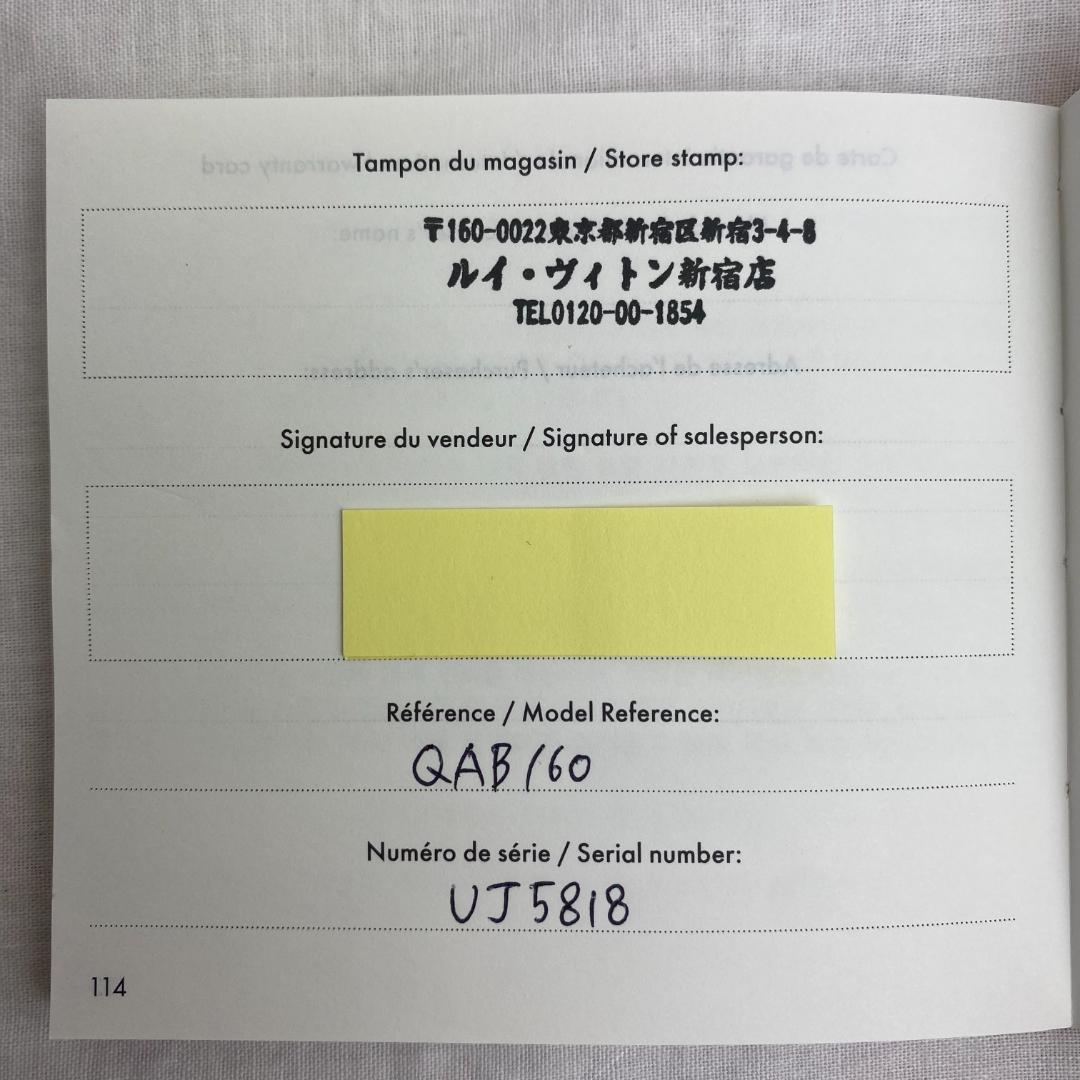 Tampon du magasin / Store stamp:
〒160-0022東京都新宿区新宿3-4-8
ルイ・ヴィトン新宿店
TEL0120-00-1854
Signature du vendeur / Signature of salesperson:
Référence / Model Reference:
QAB160
Numéro de série / Serial number:
UJ5818
114